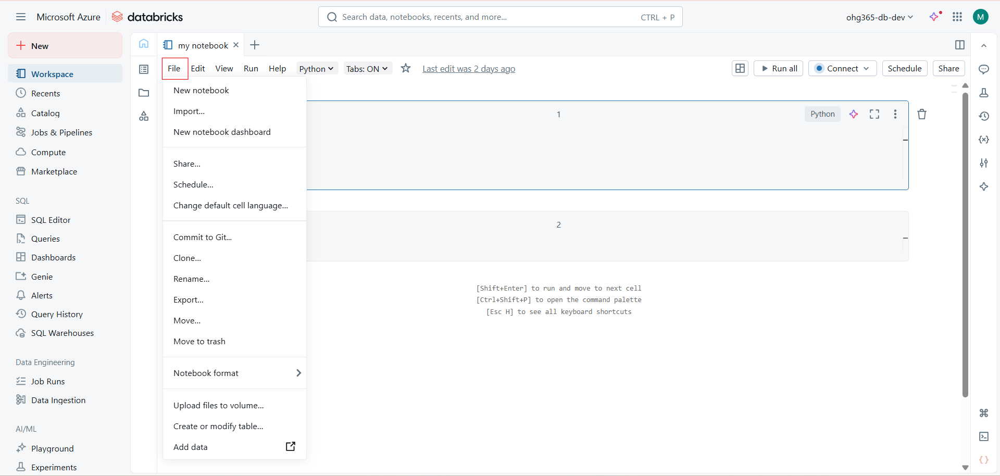 Microsoft Azure databricks
Search data, notebooks, recents, and more... CTRL + P
ohg365-db-dev
M
New
Workspace
Recents
Catalog
Jobs & Pipelines
Compute
Marketplace
SQL
SQL Editor
Queries
Dashboards
Genie
Alerts
Query History
SQL Warehouses
Data Engineering
Job Runs
Data Ingestion
AI/ML
Playground
Experiments
my notebook
File Edit View Run Help Python Tabs: ON Last edit was 2 days ago
Run all Connect Schedule Share
New notebook
Import...
New notebook dashboard
Share...
Schedule...
Change default cell language...
Commit to Git...
Clone...
Rename...
Export...
Move...
Move to trash
Notebook format
Upload files to volume...
Create or modify table...
Add data
1
Python
2
[Shift+Enter] to run and move to next cell
[Ctrl+Shift+P] to open the command palette
[Esc H] to see all keyboard shortcuts